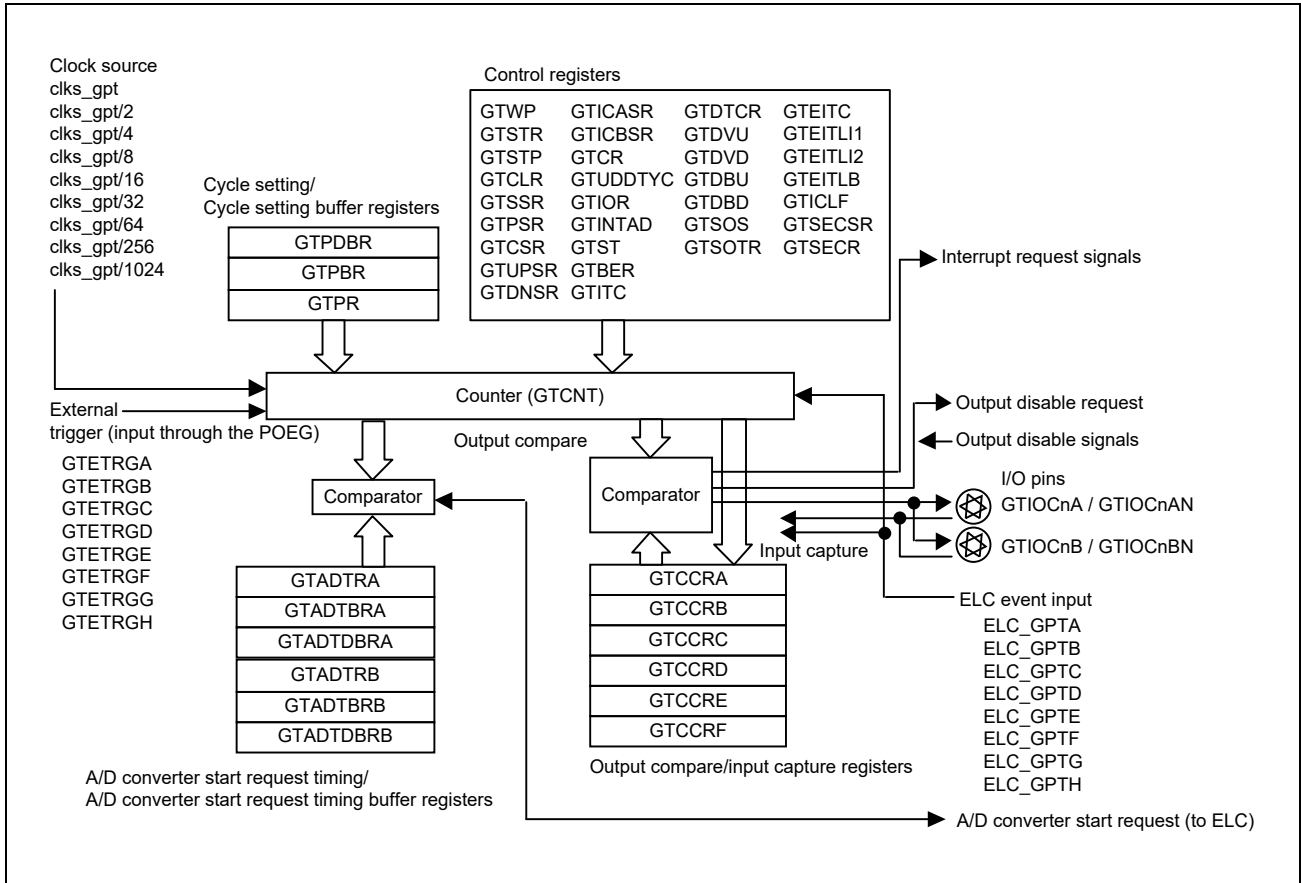 Clock source
clks_gpt
clks_gpt/2
clks_gpt/4
clks_gpt/8
clks_gpt/16
clks_gpt/32
clks_gpt/64
clks_gpt/256
clks_gpt/1024
Cycle setting/
Cycle setting buffer registers
GTPDBR
GTPBR
GTPR
Control registers
GTWP GTICASR GTDTCR GTEITC
GTSTR GTICBSR GTDVU GTEITLI1
GTSTP GTCR GTDVD GTEITLI2
GTCLR GTUDDTYC GTDBU GTEITLB
GTSSR GTIOR GTDBD GTICLF
GTPSR GTINTAD GTSOS GTSECSR
GTCSR GTST GTSOTR GTSECR
GTUPSR GTBER
GTDNSR GTITC
Interrupt request signals
Counter (GTCNT)
External
trigger (input through the POEG)
GTETRGA
GTETRGB
GTETRGC
GTETRGD
GTETRGE
GTETRGF
GTETRGG
GTETRGH
Output compare
Comparator
Comparator
Output disable request
Output disable signals
I/O pins
GTIOCnA / GTIOCnAN
GTIOCnB / GTIOCnBN
Input capture
GTADTRA
GTADTBRA
GTADTDBRA
GTADTRB
GTADTBRB
GTADTDBRB
A/D converter start request timing/
A/D converter start request timing buffer registers
GTCCRA
GTCCRB
GTCCRC
GTCCRD
GTCCRE
GTCCRF
Output compare/input capture registers
ELC event input
ELC_GPTA
ELC_GPTB
ELC_GPTC
ELC_GPTD
ELC_GPTE
ELC_GPTF
ELC_GPTG
ELC_GPTH
A/D converter start request (to ELC)